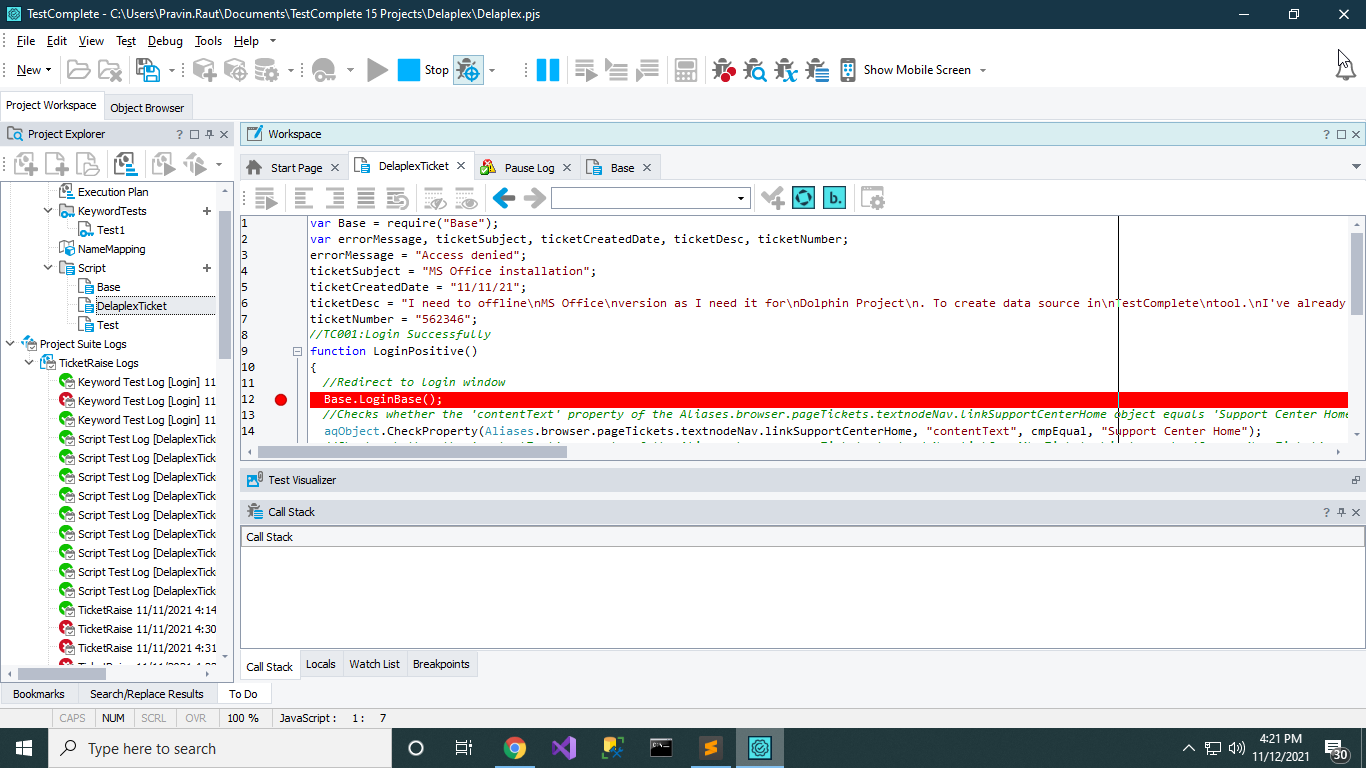 TestComplete - C:\Users\Pravin.Raut\Documents\TestComplete 15 Projects\Delaplex\Delaplex.pjs
File Edit View Test Debug Tools Help
New Stop Show Mobile Screen
Project Workspace Object Browser
Project Explorer ?
Execution Plan
KeywordTests +
Test1
NameMapping
Script +
Base
DelaplexTicket
Test
Project Suite Logs
TicketRaise Logs
Keyword Test Log [Login] 11
Keyword Test Log [Login] 11
Keyword Test Log [Login] 11
Script Test Log [DelaplexTick
Script Test Log [DelaplexTick
Script Test Log [DelaplexTick
Script Test Log [DelaplexTick
Script Test Log [DelaplexTick
Script Test Log [DelaplexTick
Script Test Log [DelaplexTick
Script Test Log [DelaplexTick
Script Test Log [DelaplexTick
TicketRaise 11/11/2021 4:14
TicketRaise 11/11/2021 4:30
TicketRaise 11/11/2021 4:31
Bookmarks Search/Replace Results To Do
Workspace ?
Start Page DelaplexTicket Pause Log Base
b.
1 var Base = require("Base");
2 var errorMessage, ticketSubject, ticketCreatedDate, ticketDesc, ticketNumber;
3 errorMessage = "Access denied";
4 ticketSubject = "MS Office installation";
5 ticketCreatedDate = "11/11/21";
6 ticketDesc = "I need to offline\nMS Office\nversion as I need it for\nDolphin Project\n. To create data source in\nTestComplete\ntool.\nI've already
7 ticketNumber = "562346";
8 //TC001:Login Successfully
9 function LoginPositive()
10 {
11 //Redirect to login window
12 Base.LoginBase();
13 //Checks whether the 'contentText' property of the Aliases.browser.pageTickets.textnodeNav.linkSupportCenterHome object equals 'Support Center Home
14 aqObject.CheckProperty(Aliases.browser.pageTickets.textnodeNav.linkSupportCenterHome, "contentText", cmpEqual, "Support Center Home");
Test Visualizer
Call Stack ?
Call Stack
Call Stack Locals Watch List Breakpoints
CAPS NUM SCRL OVR 100 % JavaScript : 1 : 7
Type here to search
4:21 PM
11/12/2021
30